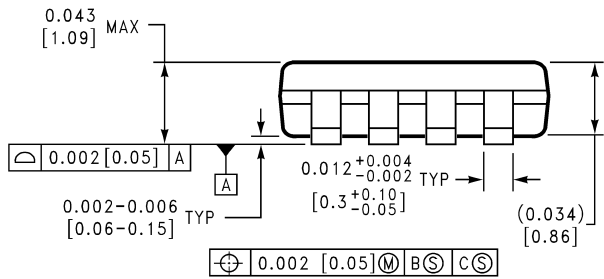 0.043 MAX
[1.09]
⌓ 0.002 [0.05] A
A
0.012 +0.004 -0.002 TYP
[0.3 +0.10 -0.05]
0.002-0.006 TYP
[0.06-0.15]
(0.034)
[0.86]
⌖ 0.002 [0.05] Ⓜ B Ⓢ C Ⓢ